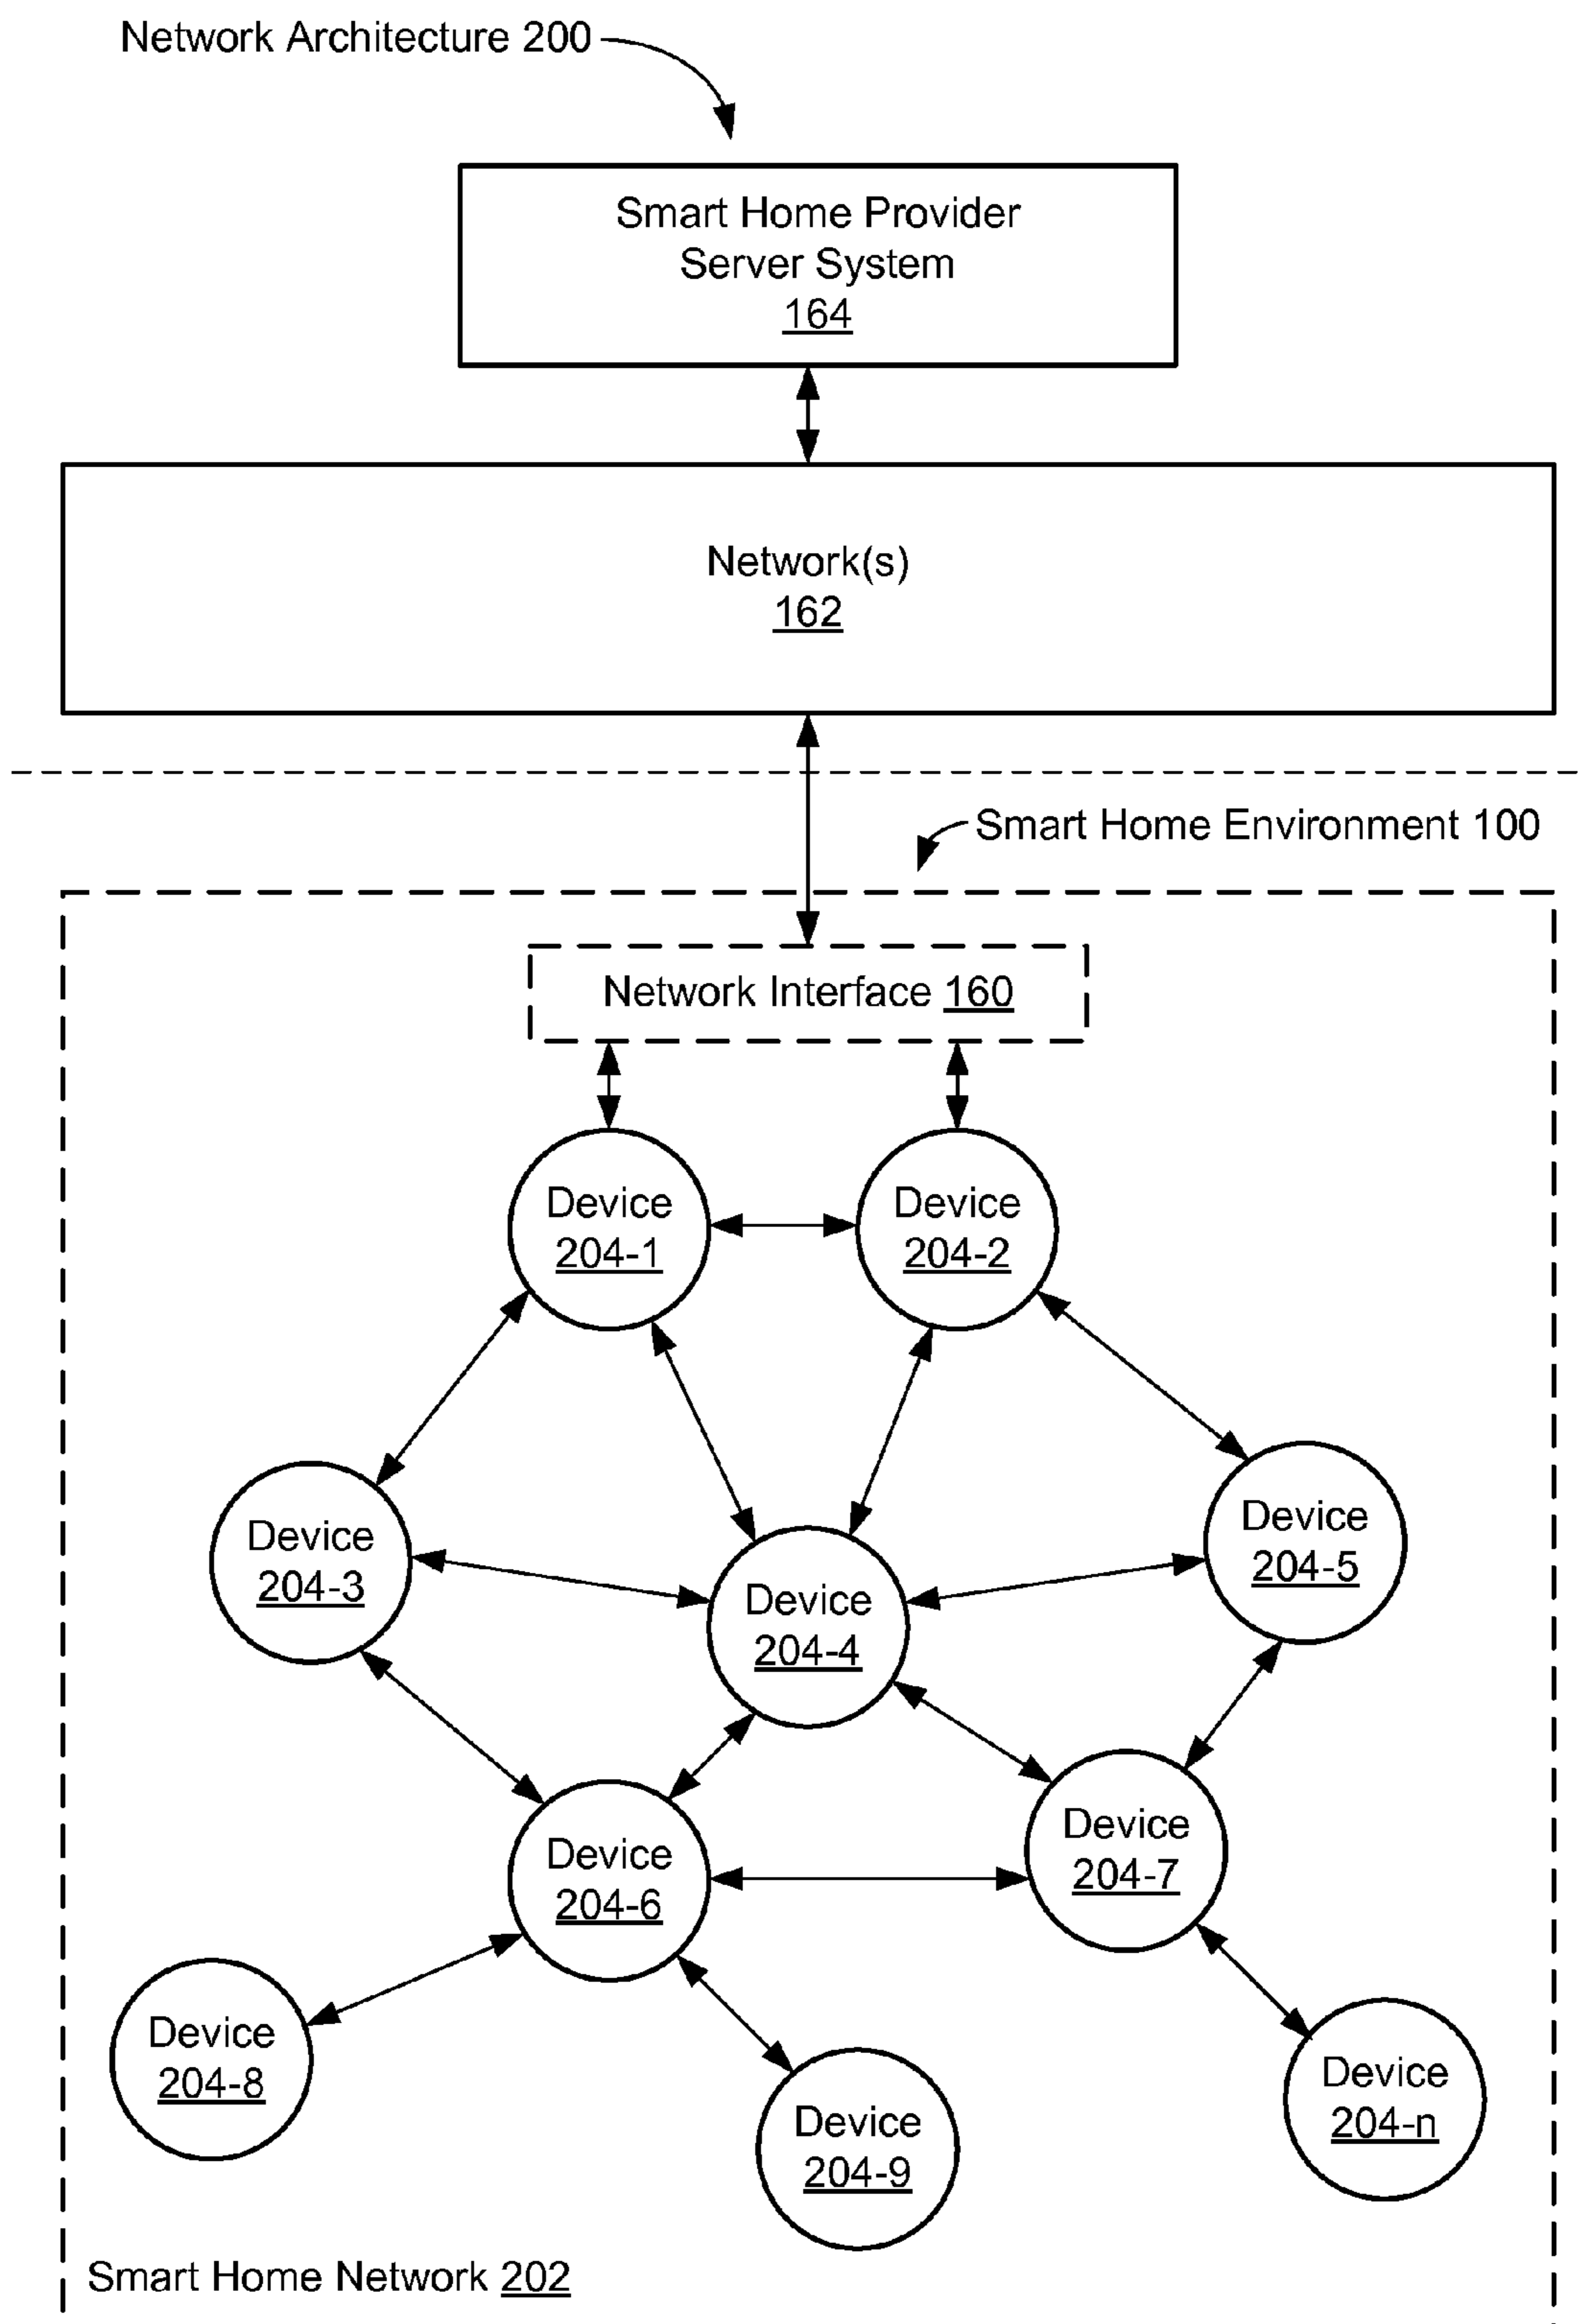 Network Architecture 200
Smart Home Provider
Server System
164
Network(s)
162
Smart Home Environment 100
Network Interface 160
Device
204-1
Device
204-2
Device
204-3
Device
204-4
Device
204-5
Device
204-6
Device
204-7
Device
204-8
Device
204-9
Device
204-n
Smart Home Network 202